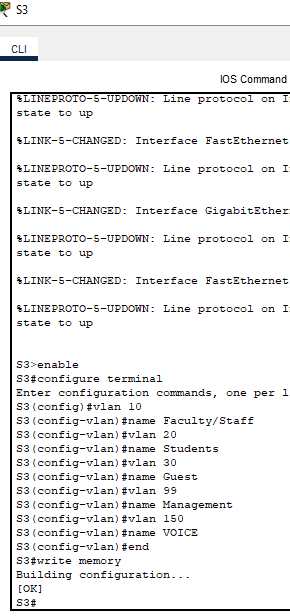 S3
CLI
IOS Command
%LINEPROTO-5-UPDOWN: Line protocol on I
state to up
%LINK-5-CHANGED: Interface FastEthernet
%LINEPROTO-5-UPDOWN: Line protocol on I
state to up
%LINK-5-CHANGED: Interface GigabitEther
%LINEPROTO-5-UPDOWN: Line protocol on I
state to up
%LINK-5-CHANGED: Interface FastEthernet
%LINEPROTO-5-UPDOWN: Line protocol on I
state to up
S3>enable
S3#configure terminal
Enter configuration commands, one per l
S3(config)#vlan 10
S3(config-vlan)#name Faculty/Staff
S3(config-vlan)#vlan 20
S3(config-vlan)#name Students
S3(config-vlan)#vlan 30
S3(config-vlan)#name Guest
S3(config-vlan)#vlan 99
S3(config-vlan)#name Management
S3(config-vlan)#vlan 150
S3(config-vlan)#name VOICE
S3(config-vlan)#end
S3#write memory
Building configuration...
[OK]
S3#